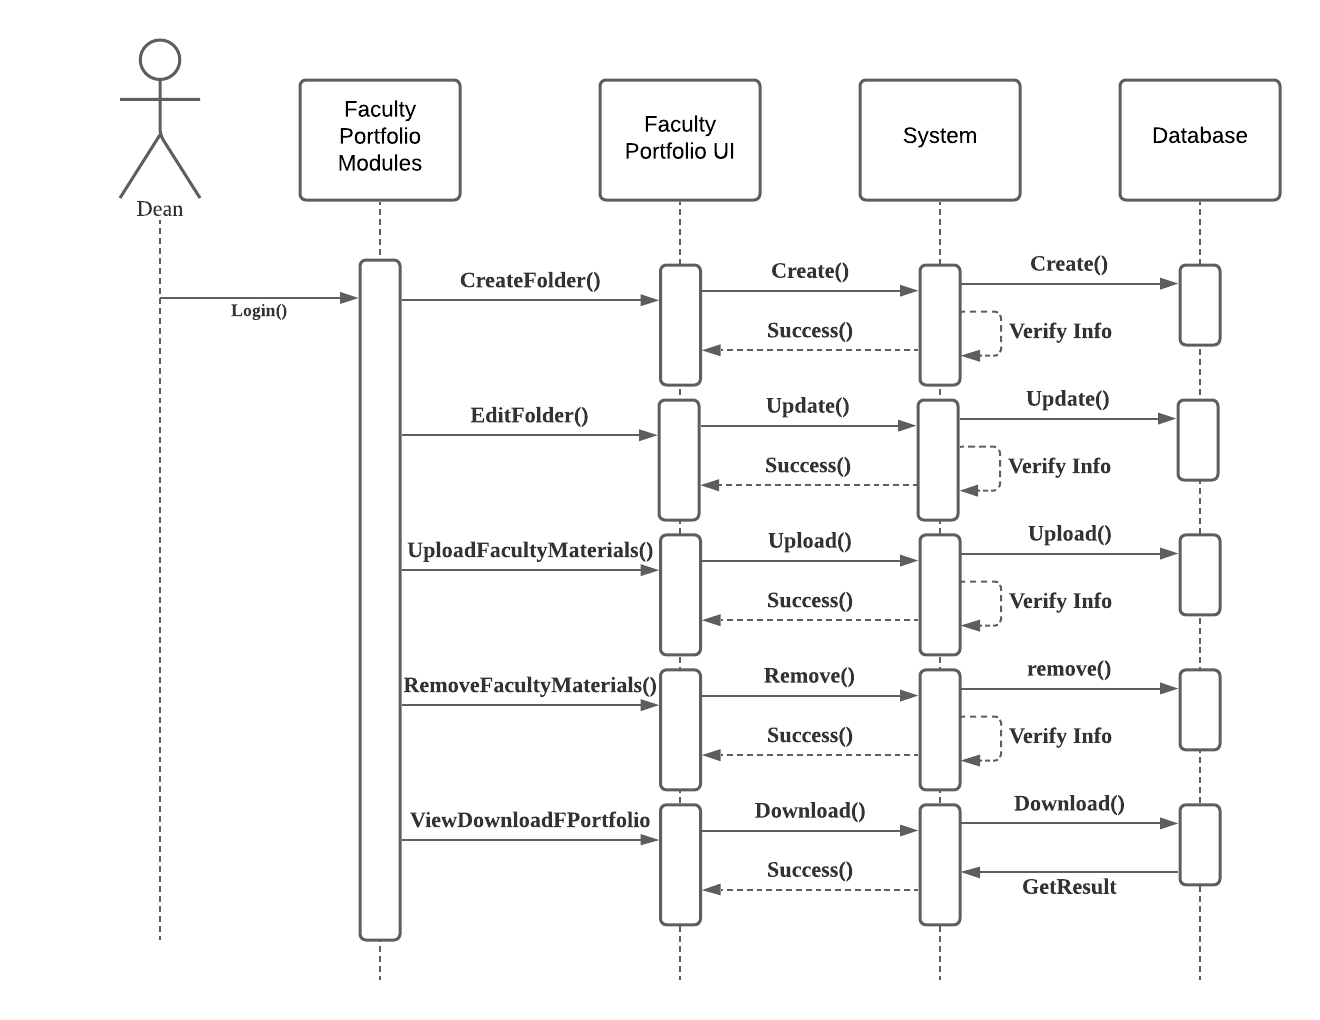 Dean
Faculty
Portfolio
Modules
Faculty
Portfolio UI
System
Database
Login()
CreateFolder()
Create()
Create()
Success()
Verify Info
EditFolder()
Update()
Update()
Success()
Verify Info
UploadFacultyMaterials()
Upload()
Upload()
Success()
Verify Info
RemoveFacultyMaterials()
Remove()
remove()
Success()
Verify Info
ViewDownloadFPortfolio
Download()
Download()
Success()
GetResult